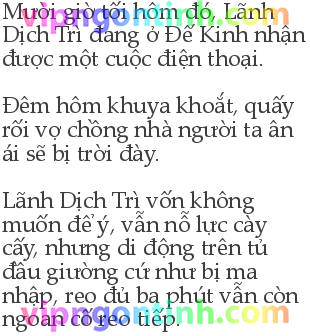 Mười giờ tối hôm đó, Lãnh
vipngontinh.com
Dịch Trì đang ở Đế Kinh nhận
được một cuộc điện thoại.
Đêm hôm khuya khoắt, quấy
rối vợ chồng nhà người ta ân
ái sẽ bị trời đày.
Lãnh Dịch Trì vốn không
muốn để ý, vẫn nỗ lực cày
cấy, nhưng di động trên tủ
đầu giường cứ như bị ma
nhập, reo đủ ba phút vẫn còn
vipngontinh.com
ngoan cố reo tiếp.